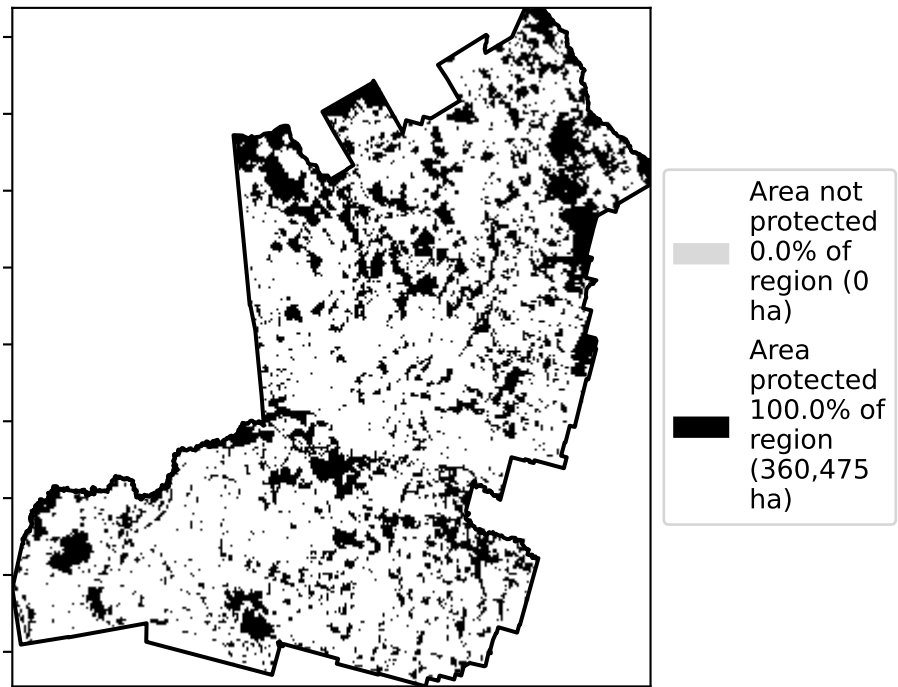 Area not
protected
0.0% of
region (0
ha)
Area
protected
100.0% of
region
(360,475
ha)